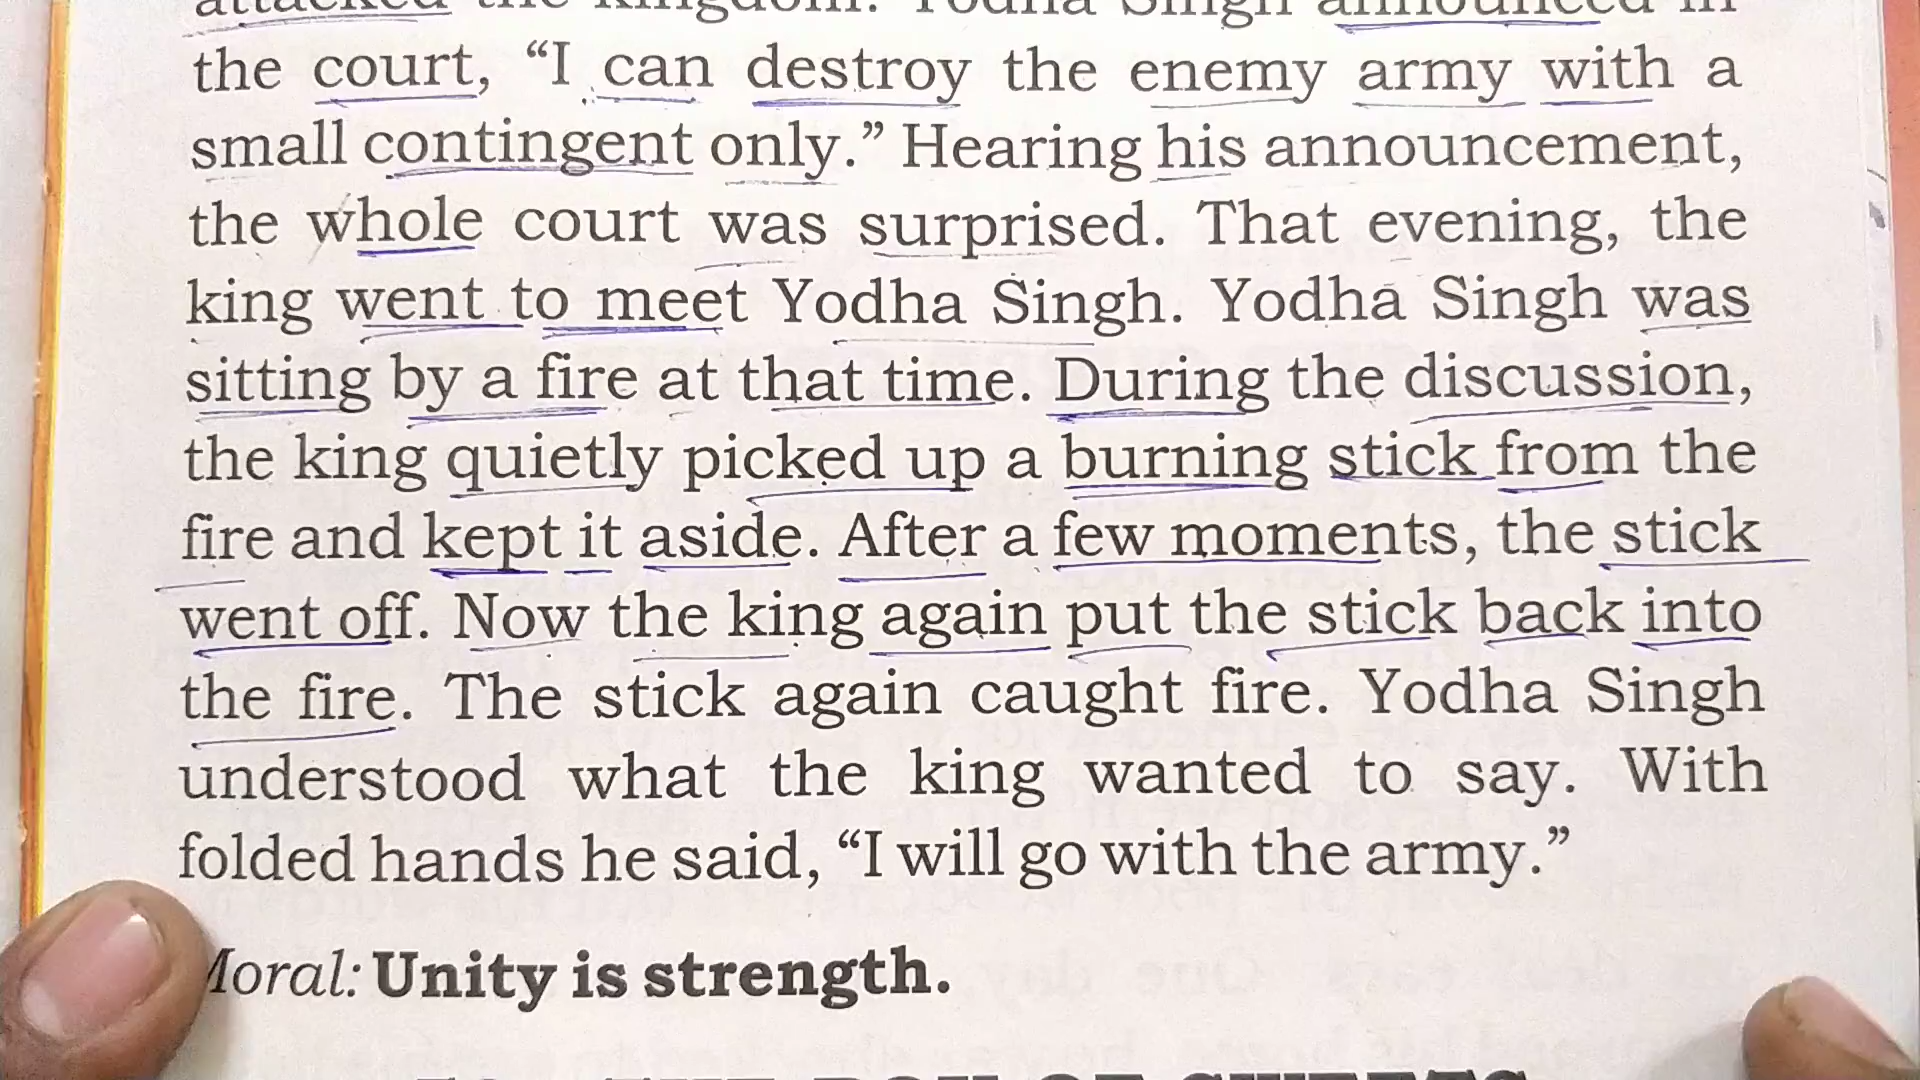 attacked the kingdom. Yodha Singh announced in
the court, “I can destroy the enemy army with a
small contingent only.” Hearing his announcement,
the whole court was surprised. That evening, the
king went to meet Yodha Singh. Yodha Singh was
sitting by a fire at that time. During the discussion,
the king quietly picked up a burning stick from the
fire and kept it aside. After a few moments, the stick
went off. Now the king again put the stick back into
the fire. The stick again caught fire. Yodha Singh
understood what the king wanted to say. With
folded hands he said, “I will go with the army.”
Moral: Unity is strength.